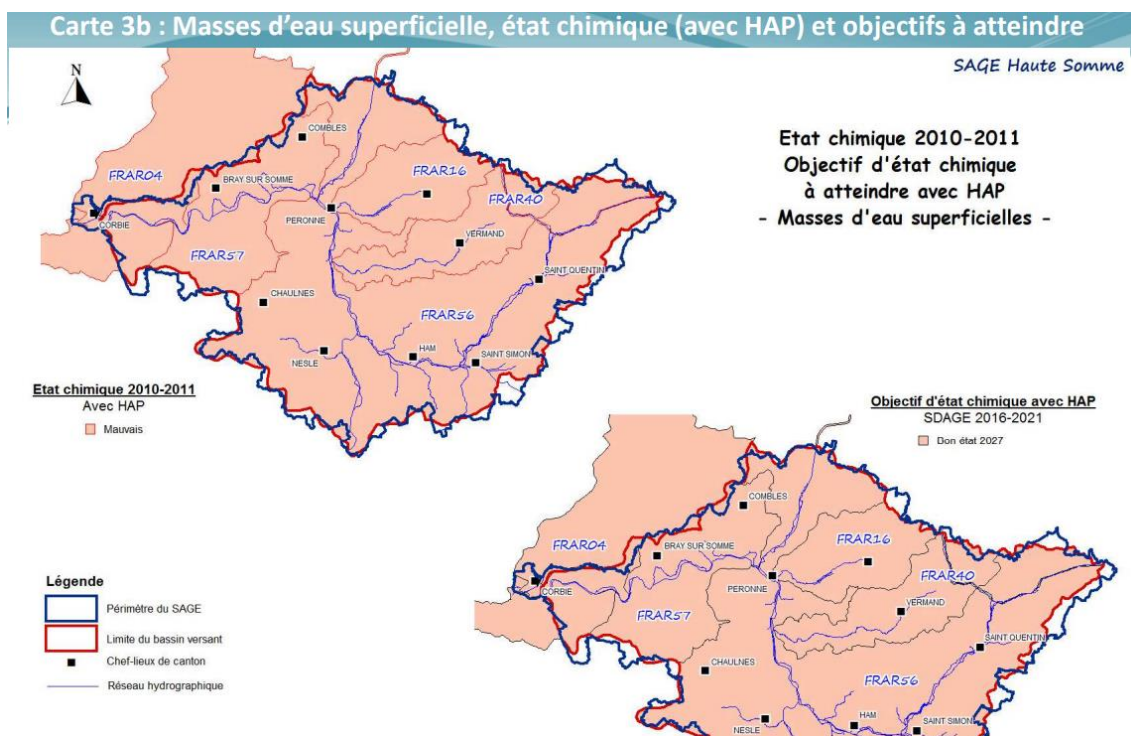 Carte 3b : Masses d’eau superficielle, état chimique (avec HAP) et objectifs à atteindre
N
SAGE Haute Somme
Etat chimique 2010-2011
Objectif d'état chimique
à atteindre avec HAP
- Masses d'eau superficielles -
COMBLES
FRAR04
BRAY SUR SOMME
FRAR16
FRAR40
CORBIE
PERONNE
VERMAND
FRAR57
SAINT QUENTIN
CHAULNES
FRAR56
HAM
SAINT SIMON
NESLE
Etat chimique 2010-2011
Avec HAP
Mauvais
Objectif d'état chimique avec HAP
SDAGE 2016-2021
Don état 2027
COMBLES
FRAR04
BRAY SUR SOMME
FRAR16
FRAR40
CORBIE
PERONNE
VERMAND
FRAR57
SAINT QUENTIN
CHAULNES
FRAR56
HAM
SAINT SIMON
NESLE
Légende
Périmètre du SAGE
Limite du bassin versant
Chef-lieux de canton
Réseau hydrographique